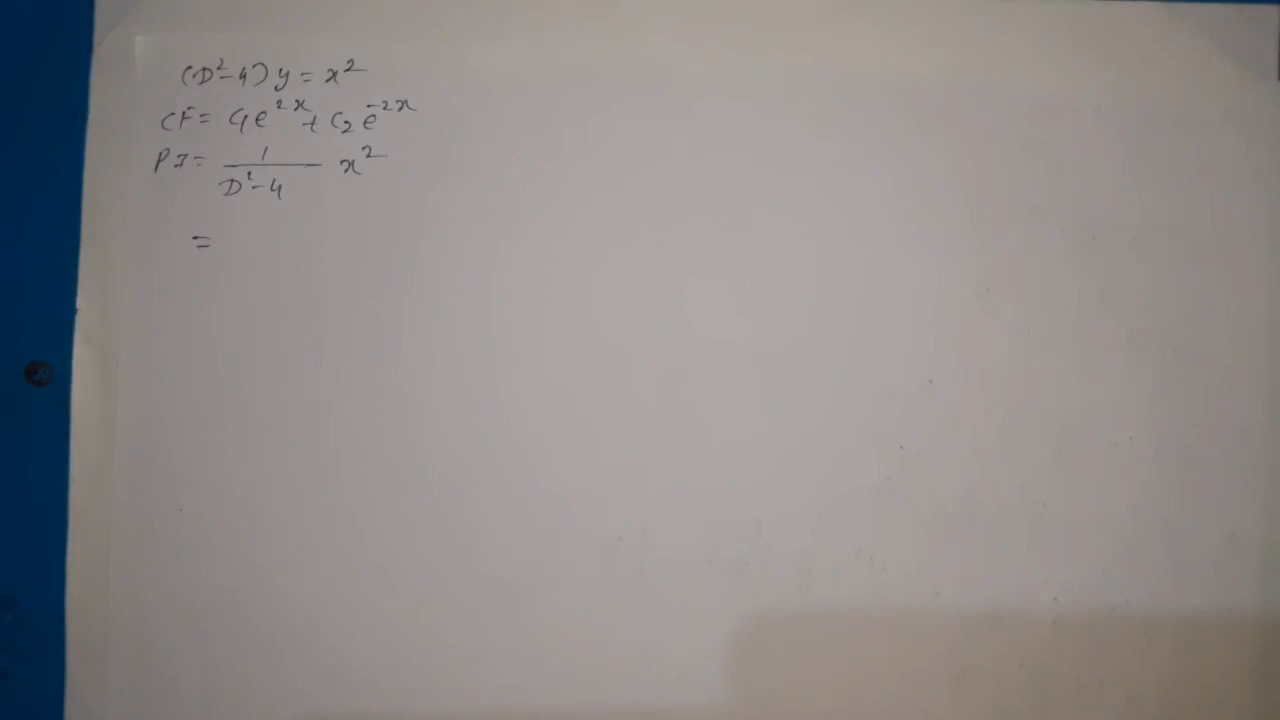 (D²-4) y = x²
CF = C₁e²ˣ + C₂e⁻²ˣ
PI = 1/(D²-4) x²
=